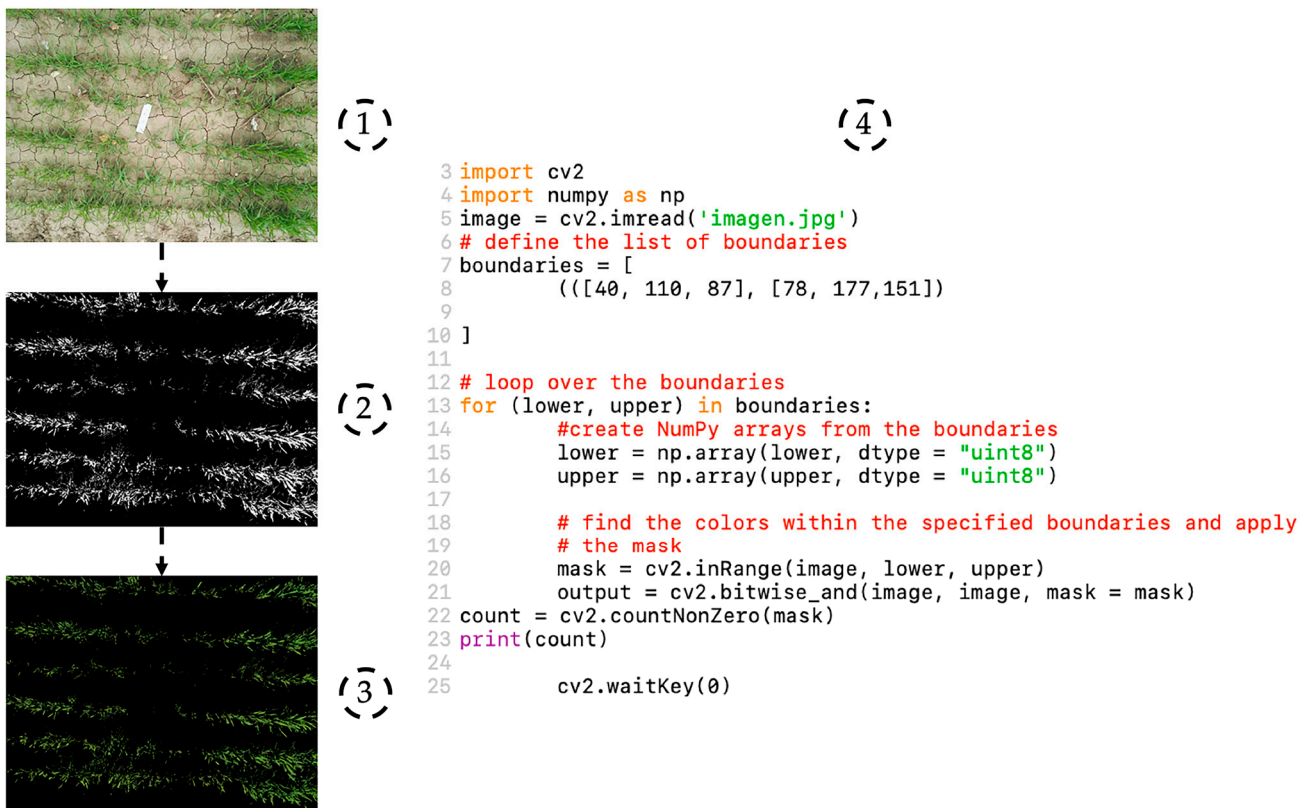 1
4
3 import cv2
4 import numpy as np
5 image = cv2.imread('imagen.jpg')
6 # define the list of boundaries
7 boundaries = [
8 (([40, 110, 87], [78, 177,151])
9
10 ]
11
12 # loop over the boundaries
13 for (lower, upper) in boundaries:
14 #create NumPy arrays from the boundaries
15 lower = np.array(lower, dtype = "uint8")
16 upper = np.array(upper, dtype = "uint8")
17
18 # find the colors within the specified boundaries and apply
19 # the mask
20 mask = cv2.inRange(image, lower, upper)
21 output = cv2.bitwise_and(image, image, mask = mask)
22 count = cv2.countNonZero(mask)
23 print(count)
24
25 cv2.waitKey(0)
2
3